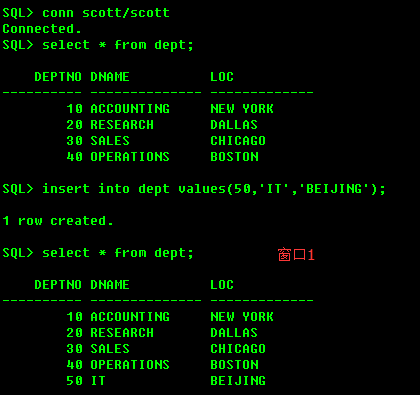 SQL> conn scott/scott
Connected.
SQL> select * from dept;
    DEPTNO DNAME          LOC
---------- -------------- -------------
        10 ACCOUNTING     NEW YORK
        20 RESEARCH       DALLAS
        30 SALES          CHICAGO
        40 OPERATIONS     BOSTON
SQL> insert into dept values(50,'IT','BEIJING');
1 row created.
SQL> select * from dept; 窗口1
    DEPTNO DNAME          LOC
---------- -------------- -------------
        10 ACCOUNTING     NEW YORK
        20 RESEARCH       DALLAS
        30 SALES          CHICAGO
        40 OPERATIONS     BOSTON
        50 IT             BEIJING